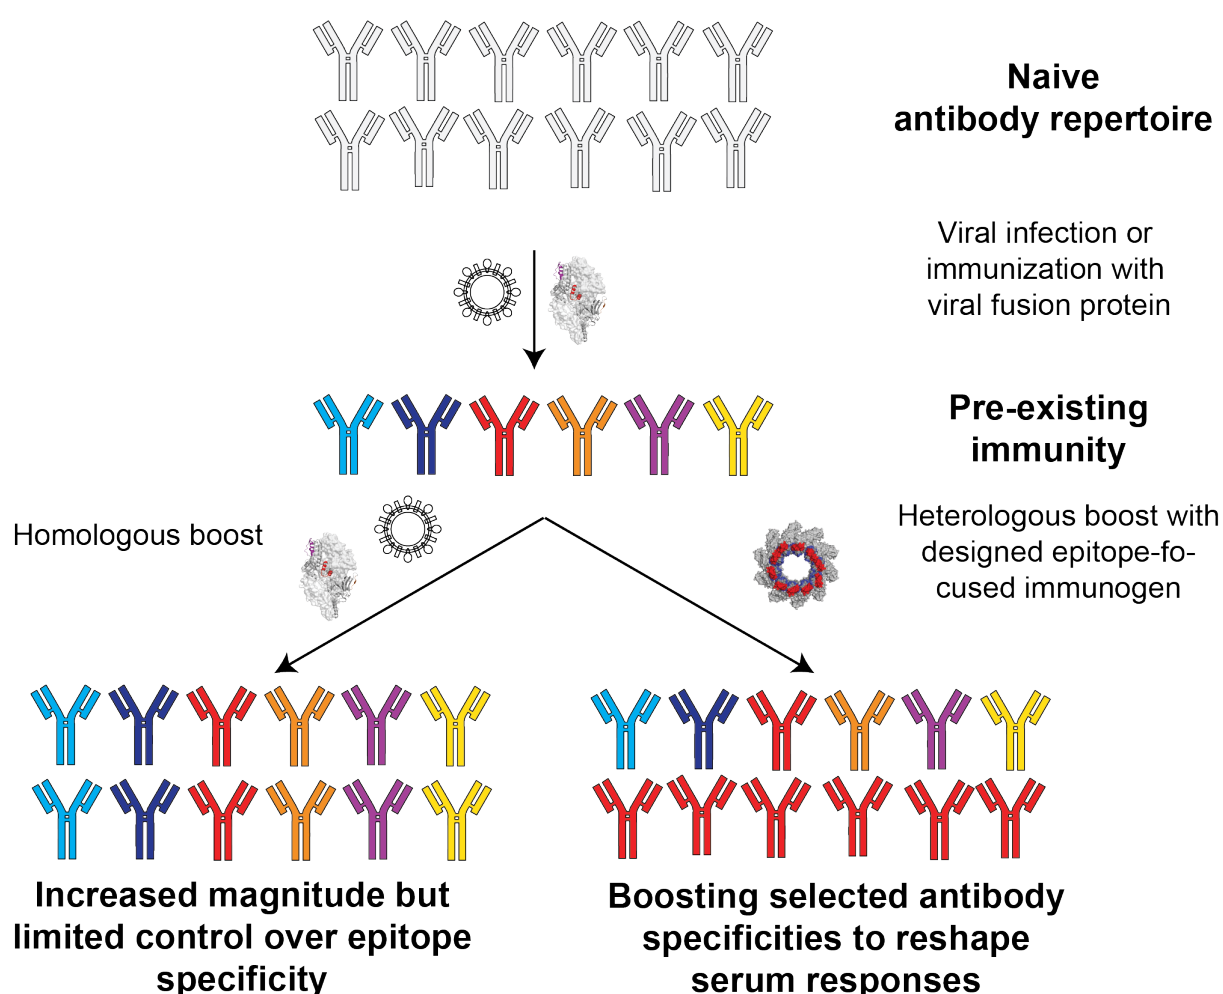 Naive
antibody repertoire
Viral infection or
immunization with
viral fusion protein
Pre-existing
immunity
Homologous boost
Heterologous boost with
designed epitope-fo-
cused immunogen
Increased magnitude but
limited control over epitope
specificity
Boosting selected antibody
specificities to reshape
serum responses